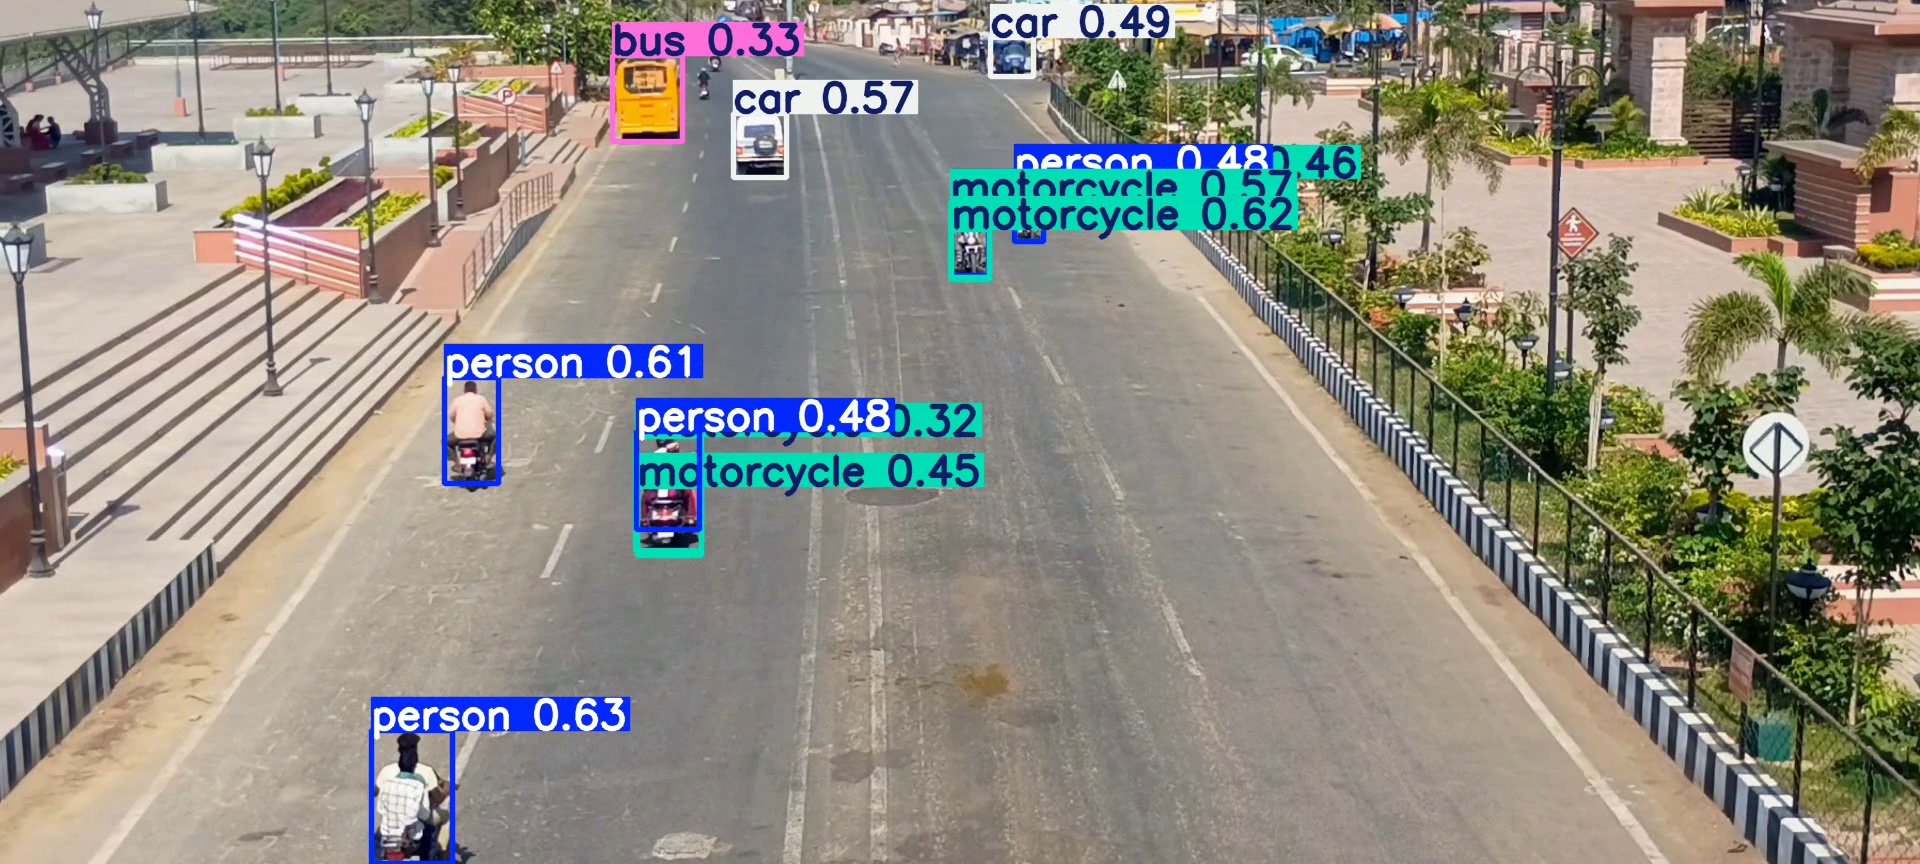 car 0.49
bus 0.33
car 0.57
person 0.48
0.46
motorcycle 0.57
motorcycle 0.62
person 0.61
person 0.48
0.32
motorcycle 0.45
person 0.63
P